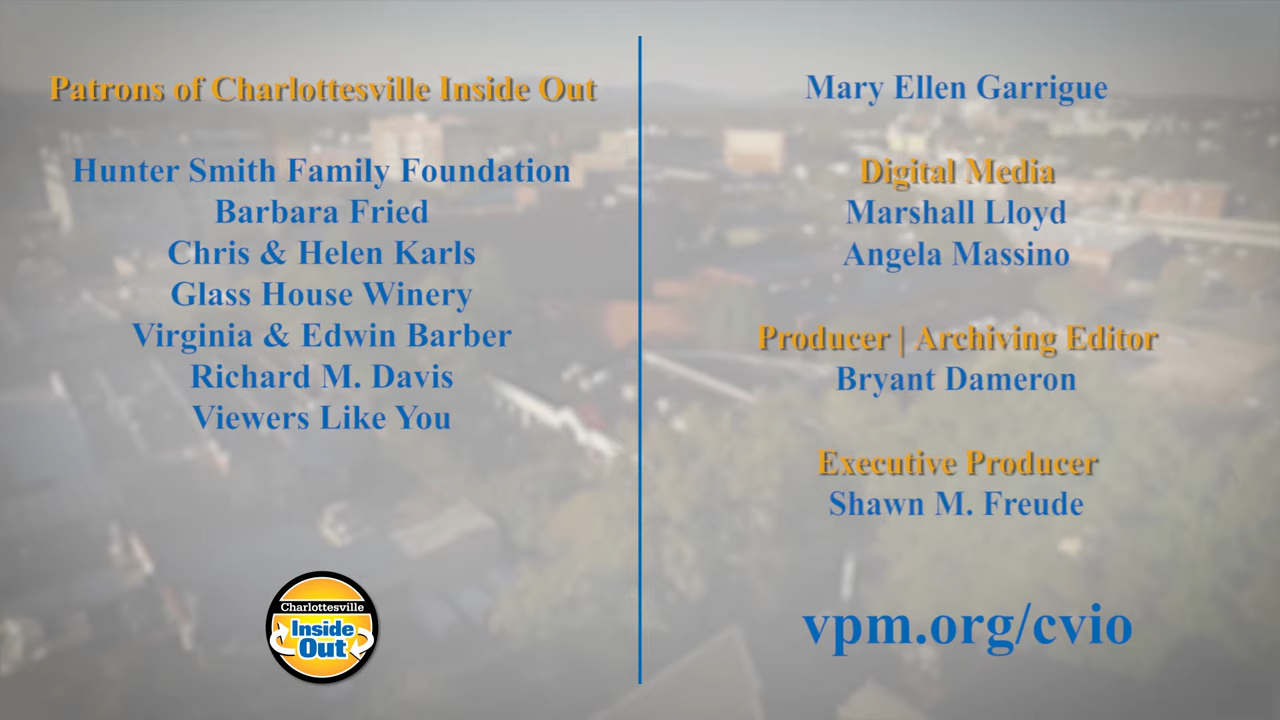 Patrons of Charlottesville Inside Out
Hunter Smith Family Foundation
Barbara Fried
Chris & Helen Karls
Glass House Winery
Virginia & Edwin Barber
Richard M. Davis
Viewers Like You
Charlottesville
Inside
Out
Mary Ellen Garrigue
Digital Media
Marshall Lloyd
Angela Massino
Producer | Archiving Editor
Bryant Dameron
Executive Producer
Shawn M. Freude
vpm.org/cvio